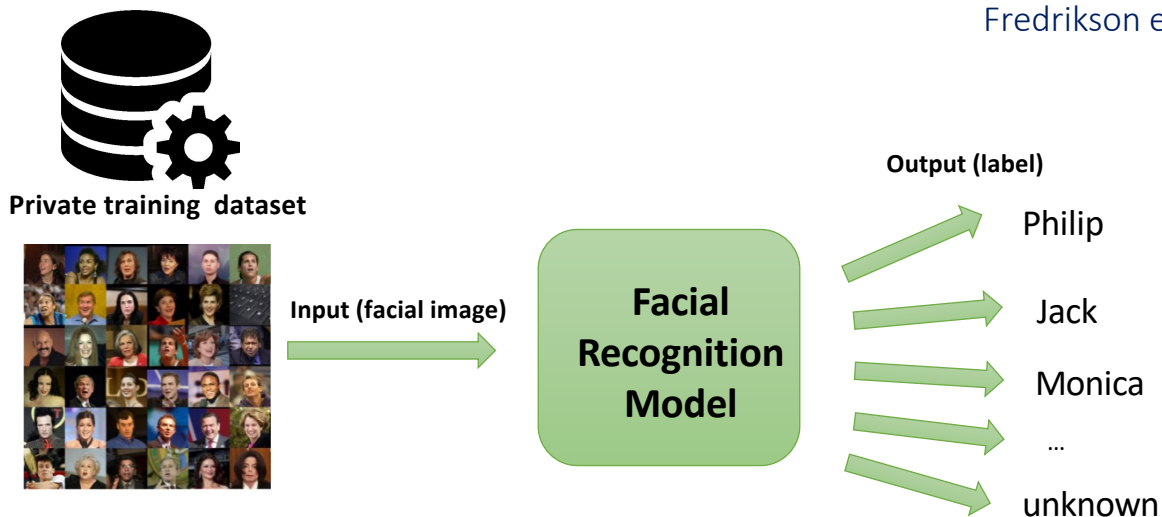 Fredrikson e
Output (label)
Private training dataset
Philip
Input (facial image)
Facial
Recognition
Model
Jack
Monica
...
unknown